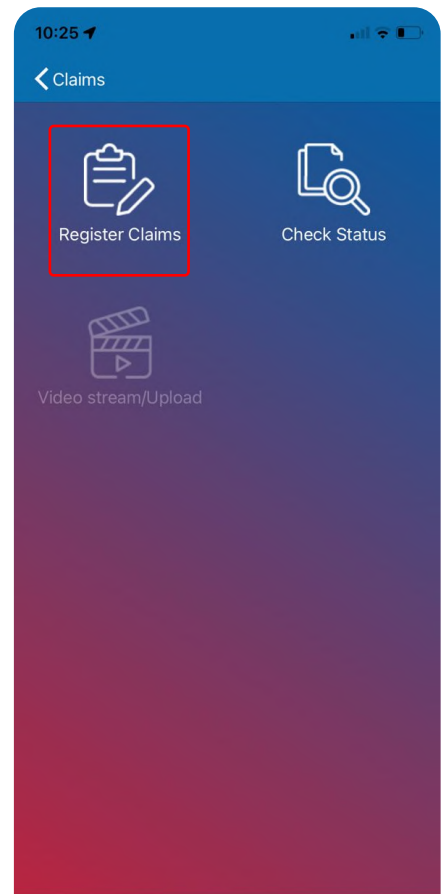 10:25
Claims
Register Claims
Check Status
Video stream/Upload